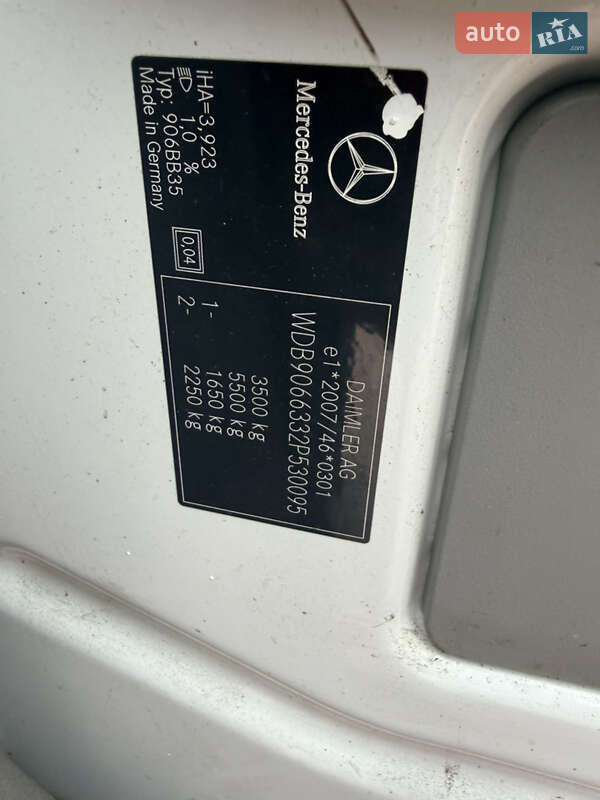 auto RIA.com
Mercedes-Benz
iHA=3,923
1,0 %
Typ: 906BB35
Made in Germany
0,04
DAIMLER AG
e1*2007/46*0301
WDB9066332P530095
3500 kg
5500 kg
1- 1650 kg
2- 2250 kg